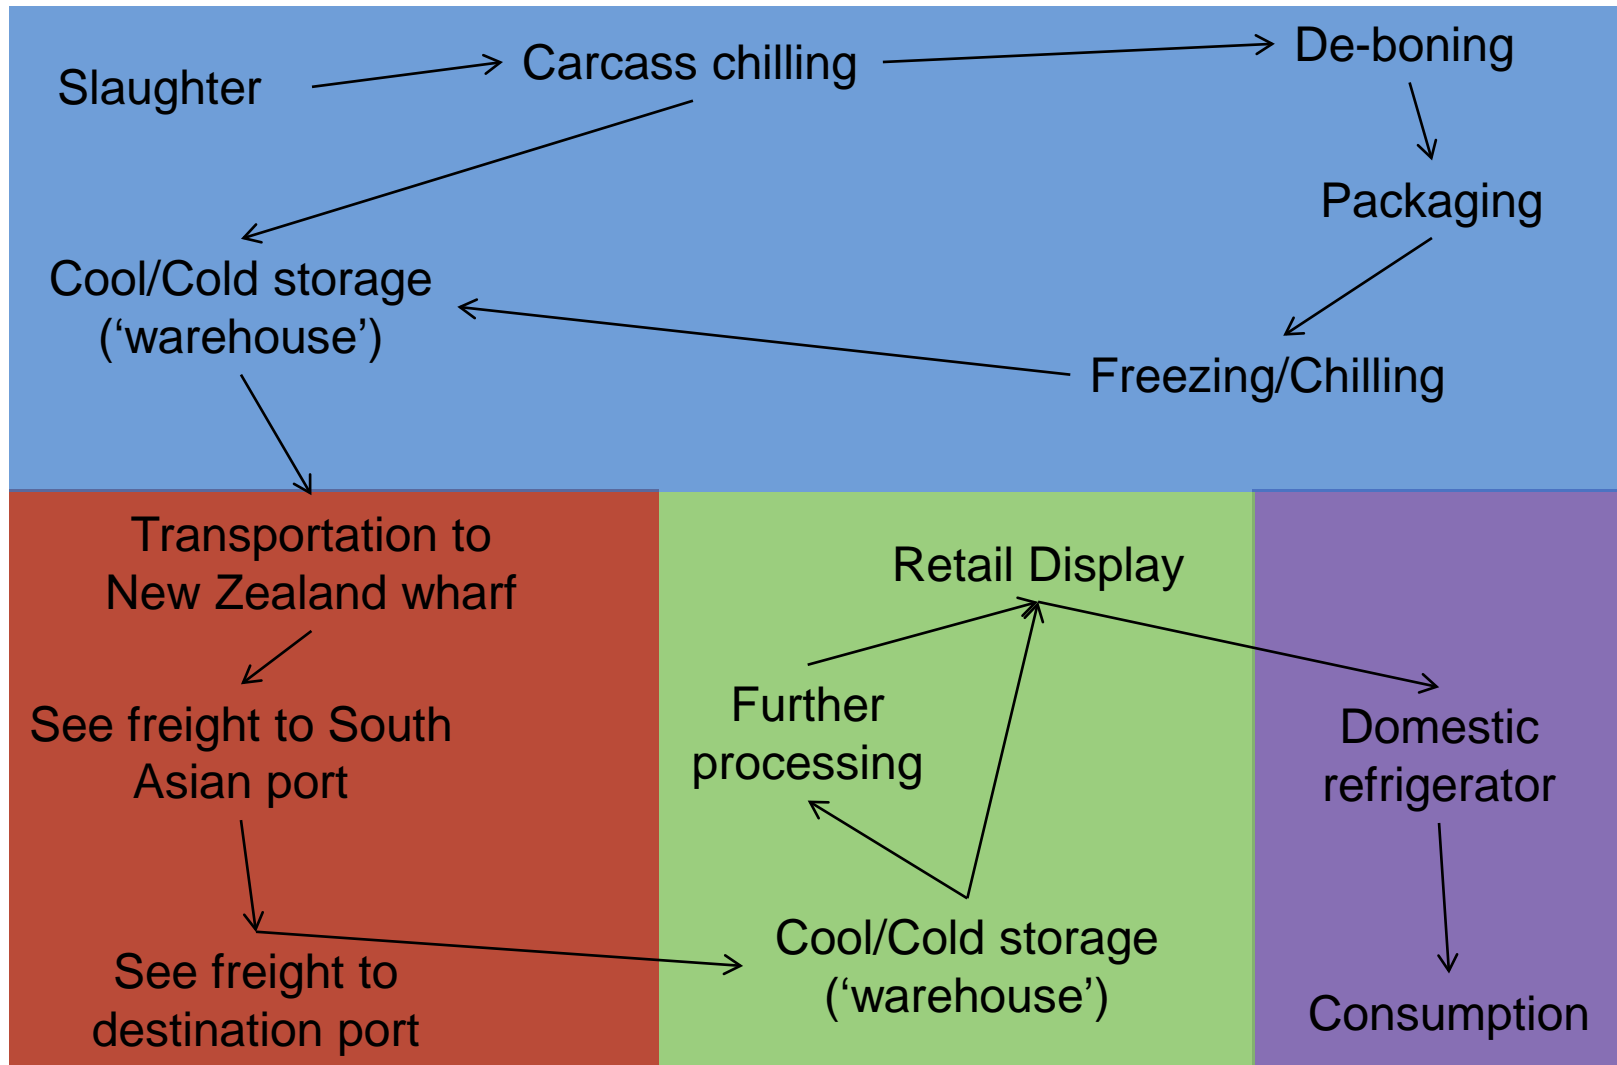 Slaughter
Carcass chilling
De-boning
Packaging
Cool/Cold storage
(‘warehouse’)
Freezing/Chilling
Transportation to
New Zealand wharf
See freight to South
Asian port
See freight to
destination port
Retail Display
Further
processing
Cool/Cold storage
(‘warehouse’)
Domestic
refrigerator
Consumption